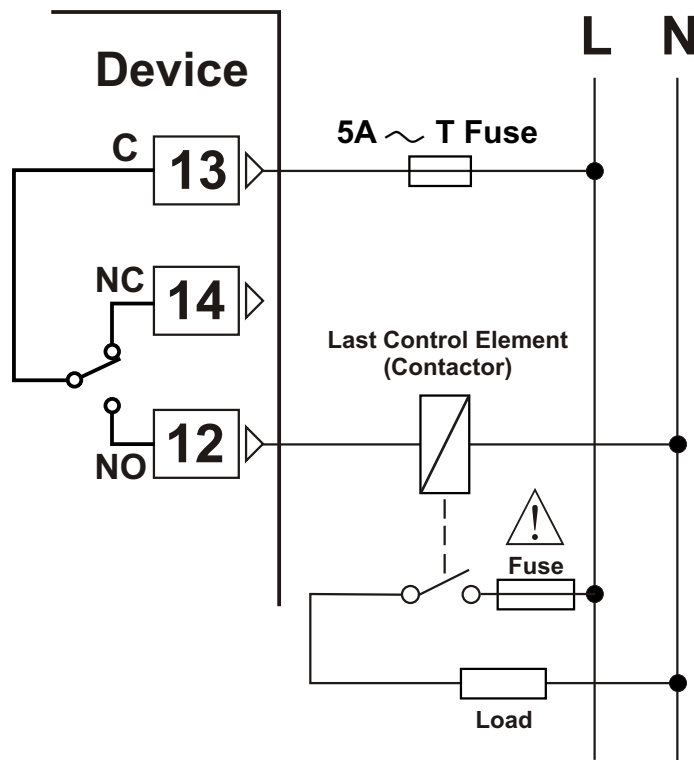 L N
Device
5A ~ T Fuse
C
13
NC
14
Last Control Element
(Contactor)
12
NO
!
Fuse
Load